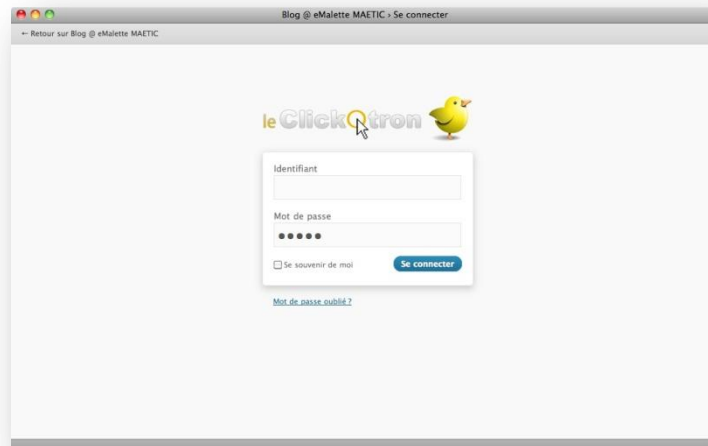 Blog @ eMalette MAETIC › Se connecter
← Retour sur Blog @ eMalette MAETIC
le ClickOtron
Identifiant
Mot de passe
●●●●●
Se souvenir de moi
Se connecter
Mot de passe oublié ?